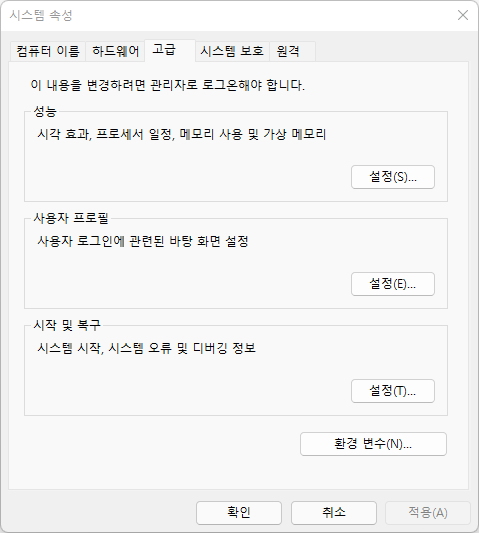 시스템 속성
컴퓨터 이름 하드웨어 고급 시스템 보호 원격
이 내용을 변경하려면 관리자로 로그온해야 합니다.
성능
시각 효과, 프로세서 일정, 메모리 사용 및 가상 메모리
설정(S)...
사용자 프로필
사용자 로그인에 관련된 바탕 화면 설정
설정(E)...
시작 및 복구
시스템 시작, 시스템 오류 및 디버깅 정보
설정(T)...
환경 변수(N)...
확인 취소 적용(A)